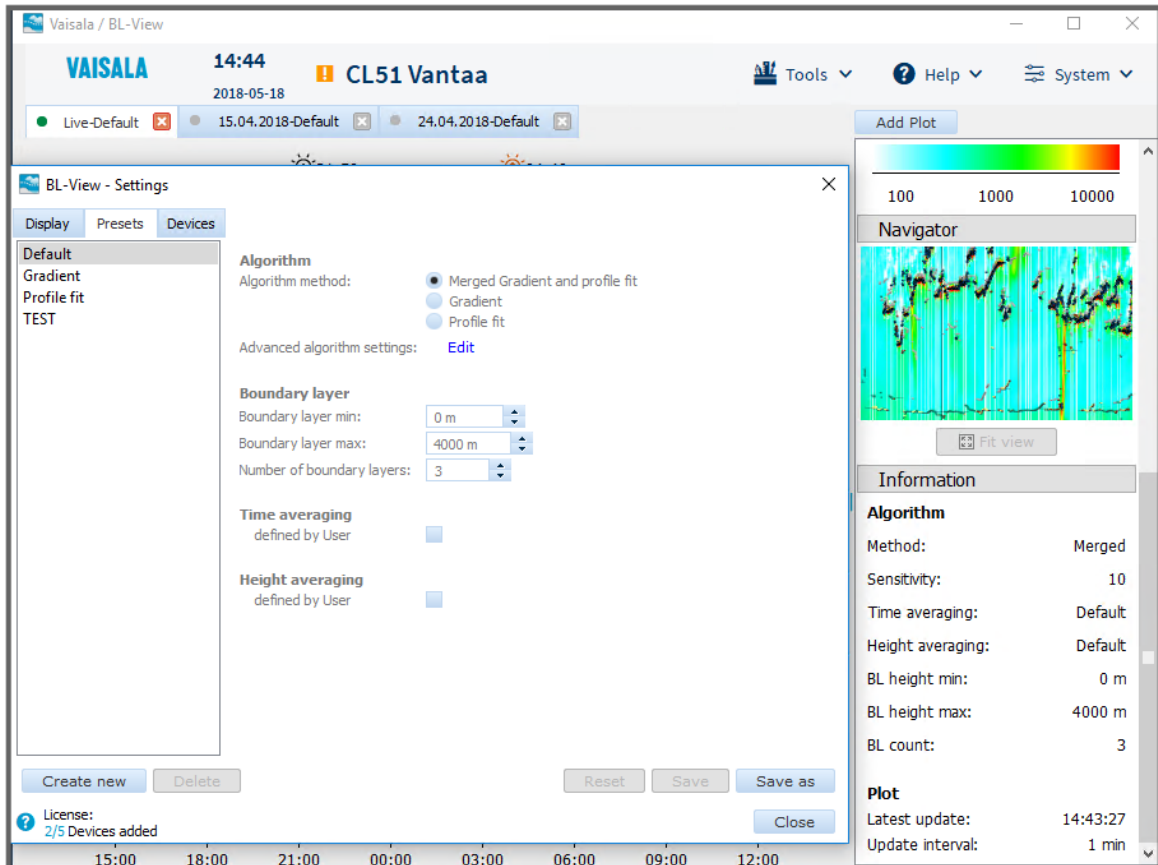 Vaisala / BL-View
VAISALA
14:44
2018-05-18
CL51 Vantaa
Tools
Help
System
Live-Default
15.04.2018-Default
24.04.2018-Default
Add Plot
100 1000 10000
Navigator
Fit view
Information
Algorithm
Method: Merged
Sensitivity: 10
Time averaging: Default
Height averaging: Default
BL height min: 0 m
BL height max: 4000 m
BL count: 3
Plot
Latest update: 14:43:27
Update interval: 1 min
BL-View - Settings
Display Presets Devices
Default
Gradient
Profile fit
TEST
Algorithm
Algorithm method: Merged Gradient and profile fit
Gradient
Profile fit
Advanced algorithm settings: Edit
Boundary layer
Boundary layer min: 0 m
Boundary layer max: 4000 m
Number of boundary layers: 3
Time averaging
defined by User
Height averaging
defined by User
Create new Delete Reset Save Save as
License:
2/5 Devices added
Close
15:00 18:00 21:00 00:00 03:00 06:00 09:00 12:00